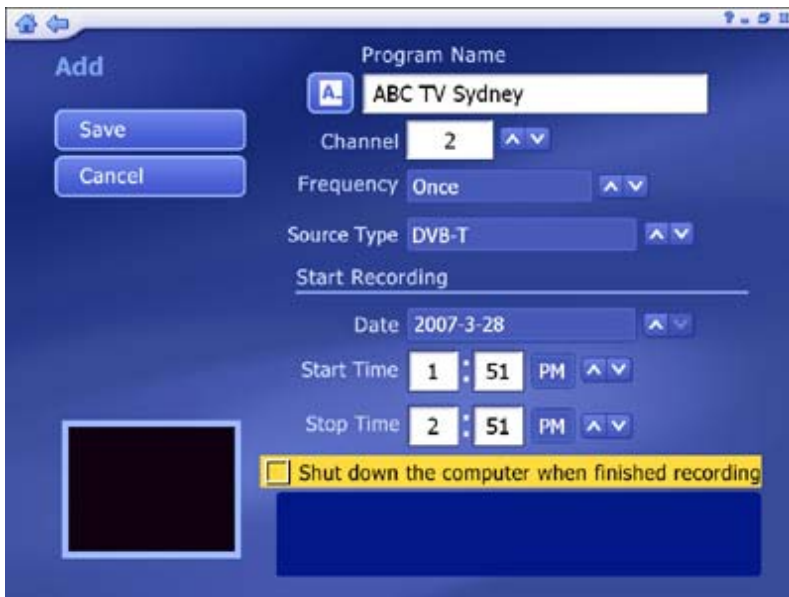 Add
Save
Cancel
Program Name
A
ABC TV Sydney
Channel 2
Frequency Once
Source Type DVB-T
Start Recording
Date 2007-3-28
Start Time 1 : 51 PM
Stop Time 2 : 51 PM
Shut down the computer when finished recording